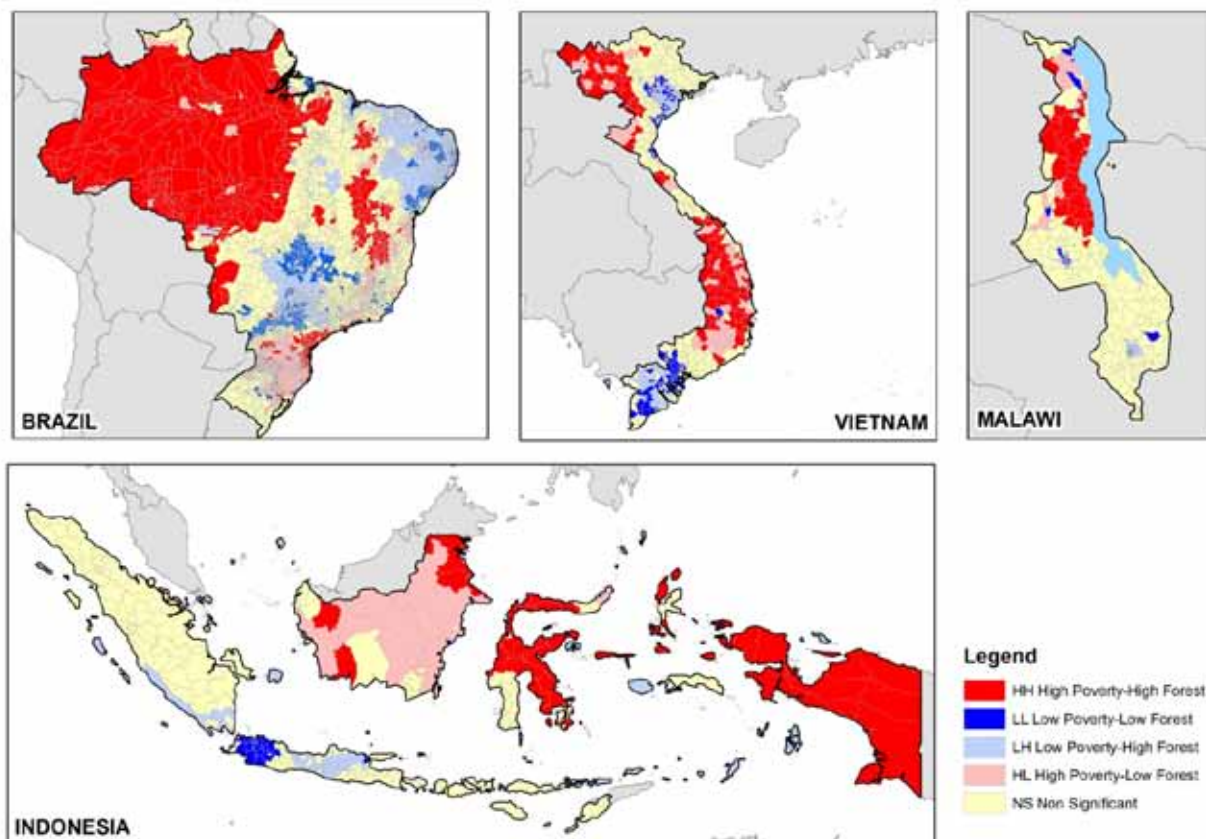 BRAZIL
VIETNAM
MALAWI
INDONESIA
Legend
HH High Poverty-High Forest
LL Low Poverty-Low Forest
LH Low Poverty-High Forest
HL High Poverty-Low Forest
NS Non Significant